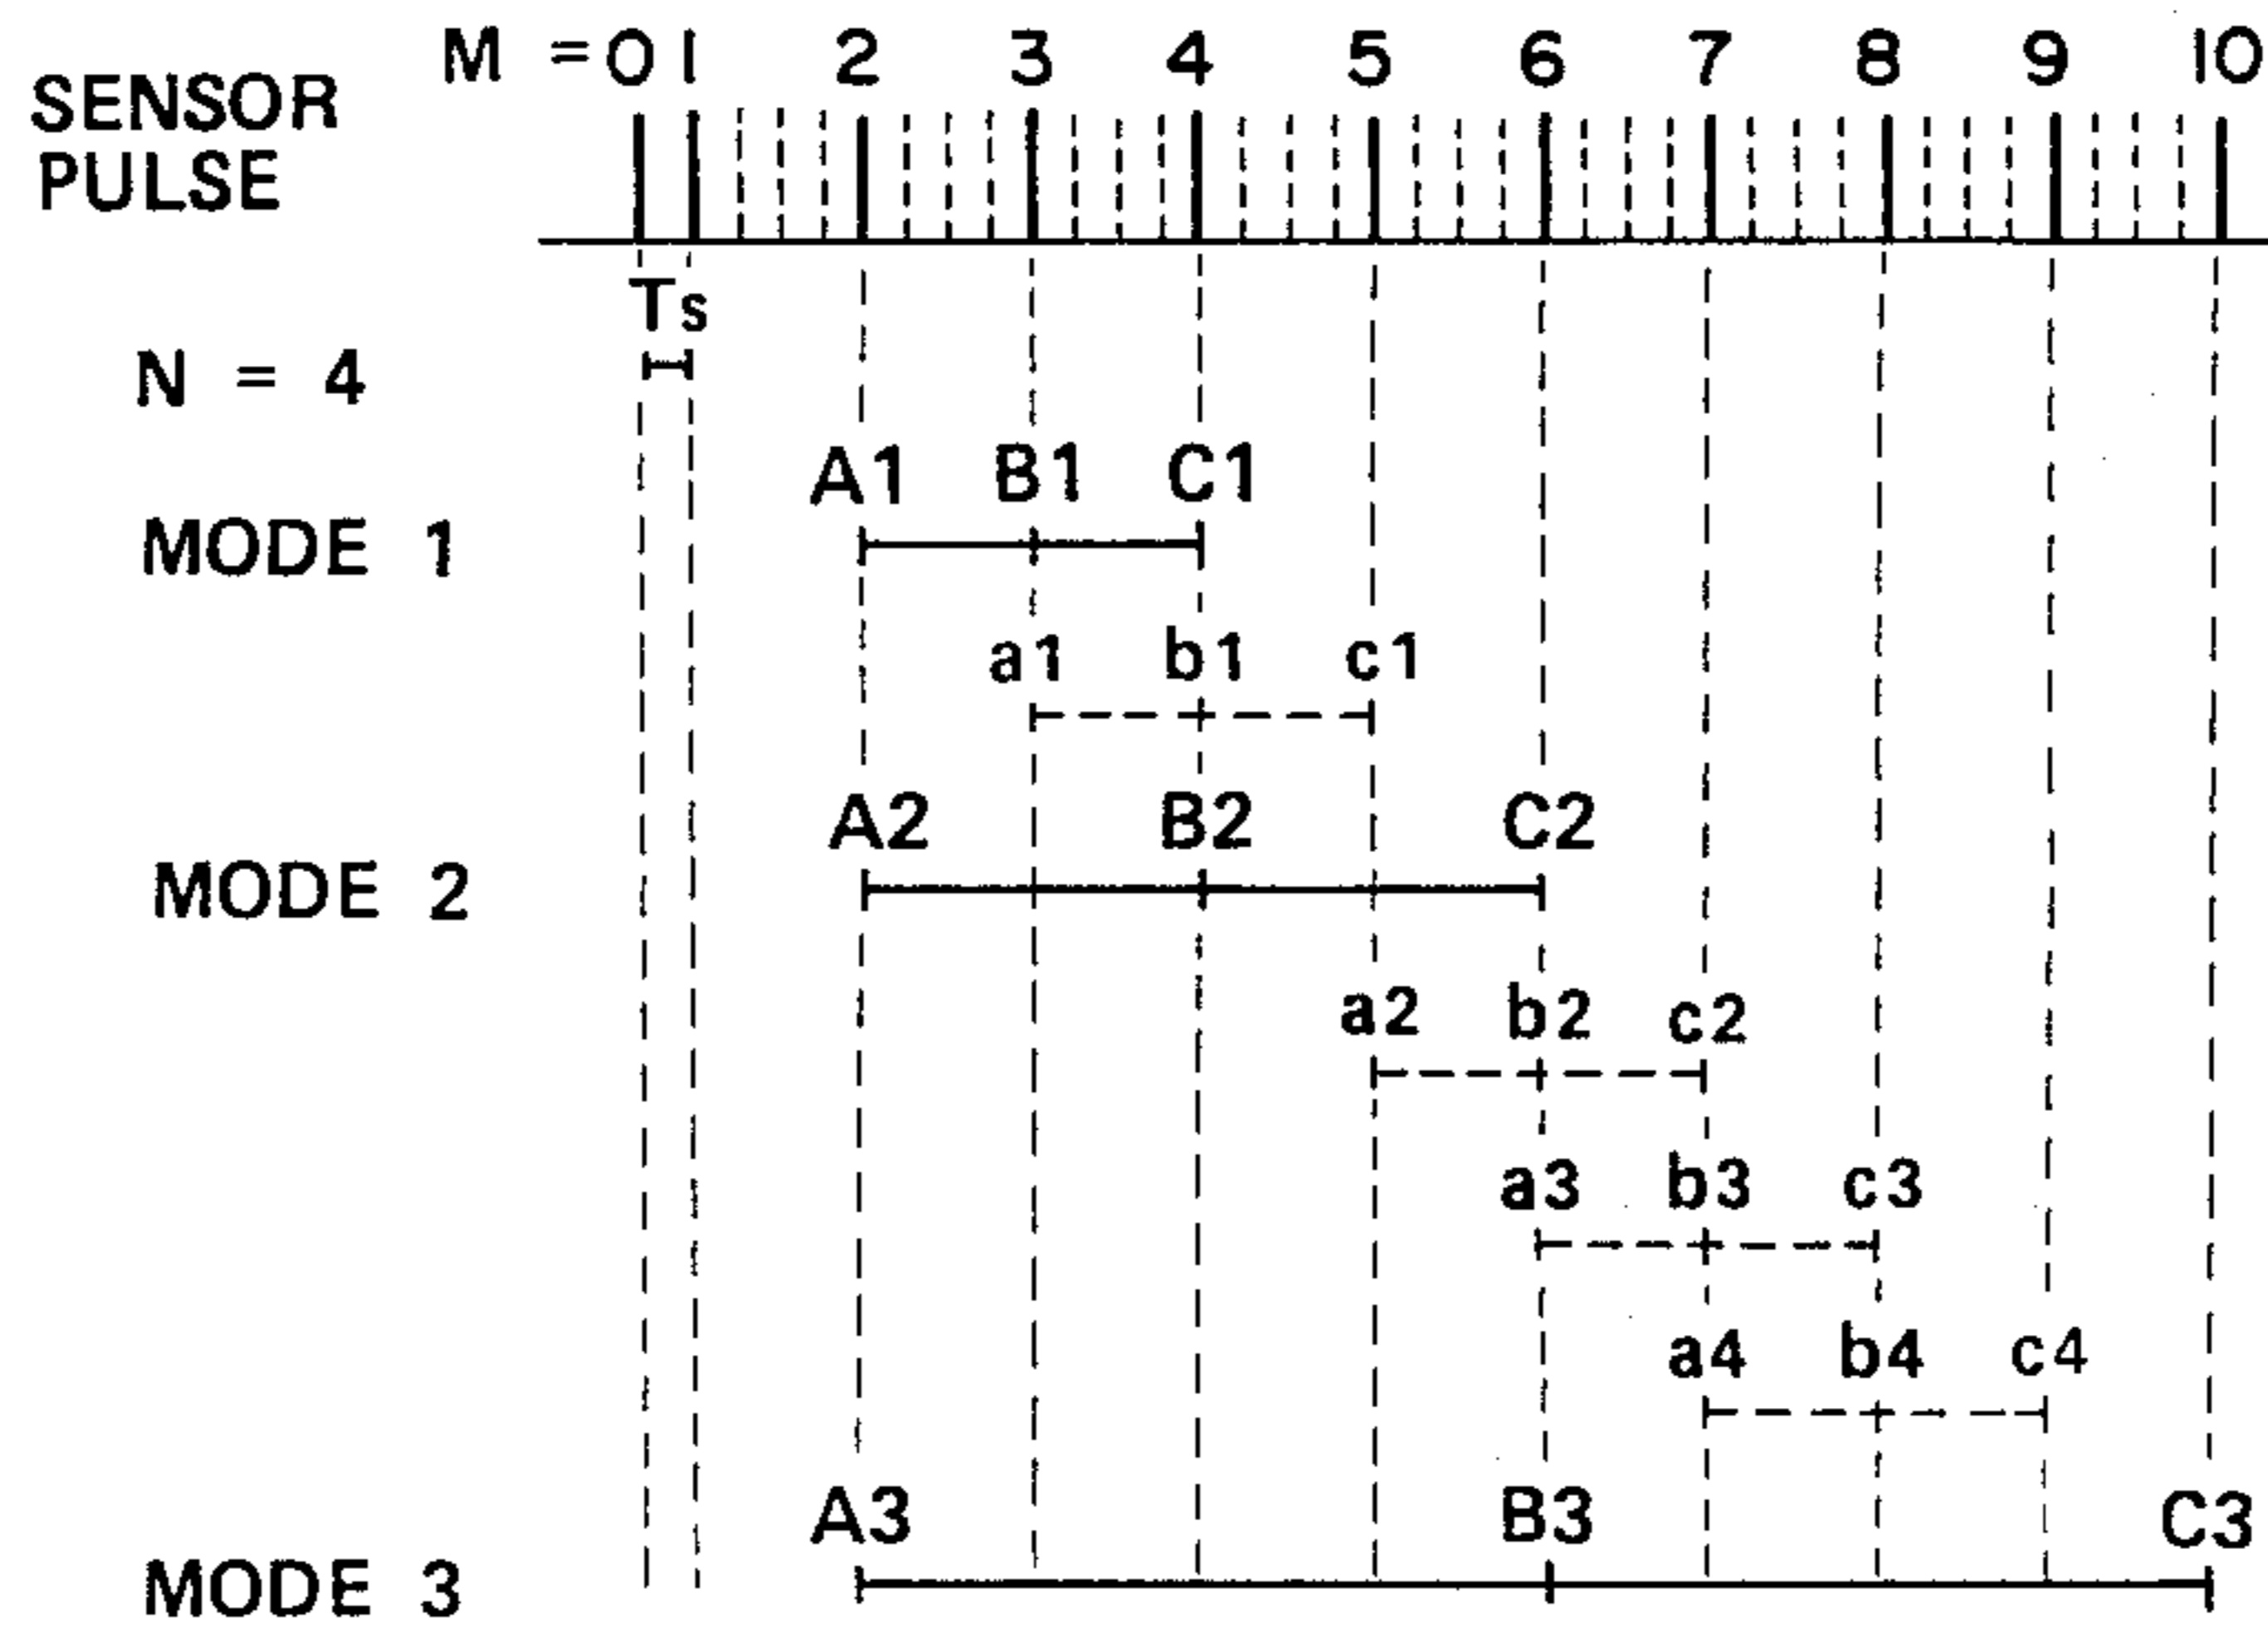 M = 0 1 2 3 4 5 6 7 8 9 10
SENSOR
PULSE
Ts
N = 4
A1 B1 C1
MODE 1
a1 b1 c1
A2 B2 C2
MODE 2
a2 b2 c2
a3 b3 c3
a4 b4 c4
A3 B3 C3
MODE 3